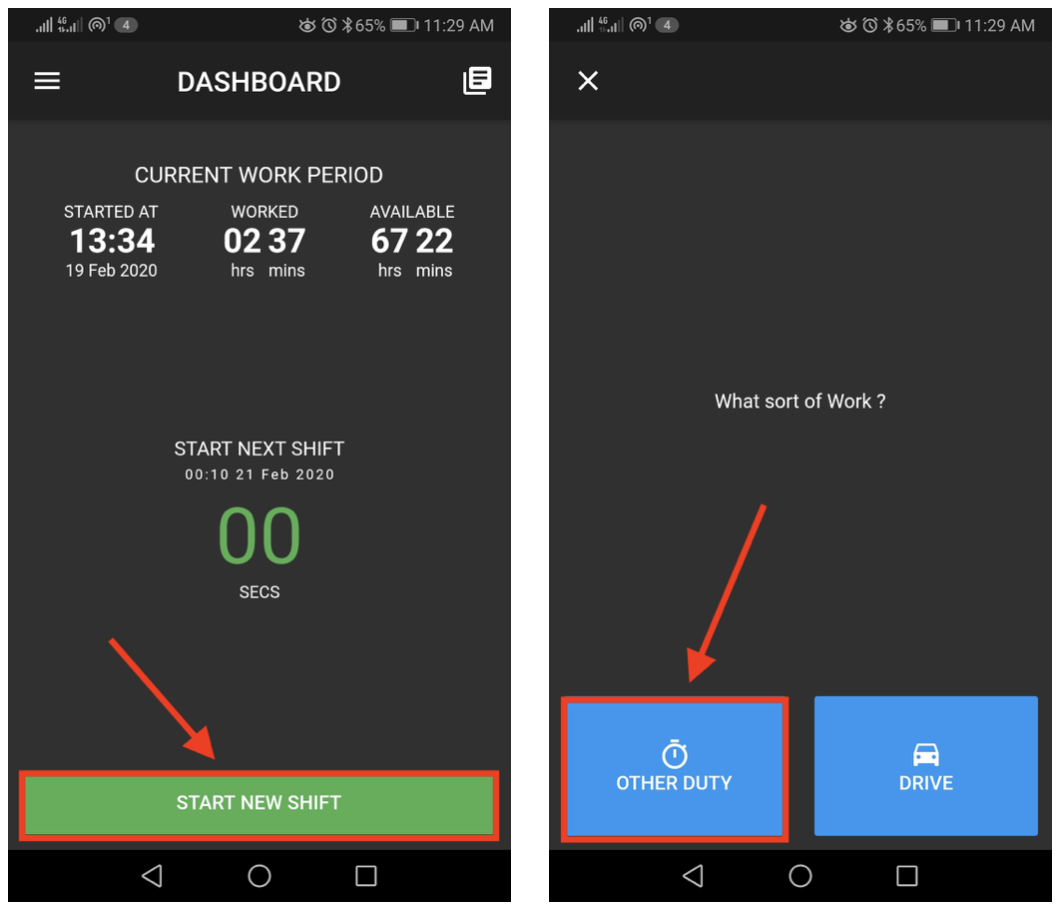 4G 1 4 65% 11:29 AM
DASHBOARD
CURRENT WORK PERIOD
STARTED AT WORKED AVAILABLE
13:34 02 37 67 22
19 Feb 2020 hrs mins hrs mins
START NEXT SHIFT
00:10 21 Feb 2020
00
SECS
START NEW SHIFT
4G 1 4 65% 11:29 AM
What sort of Work ?
OTHER DUTY
DRIVE